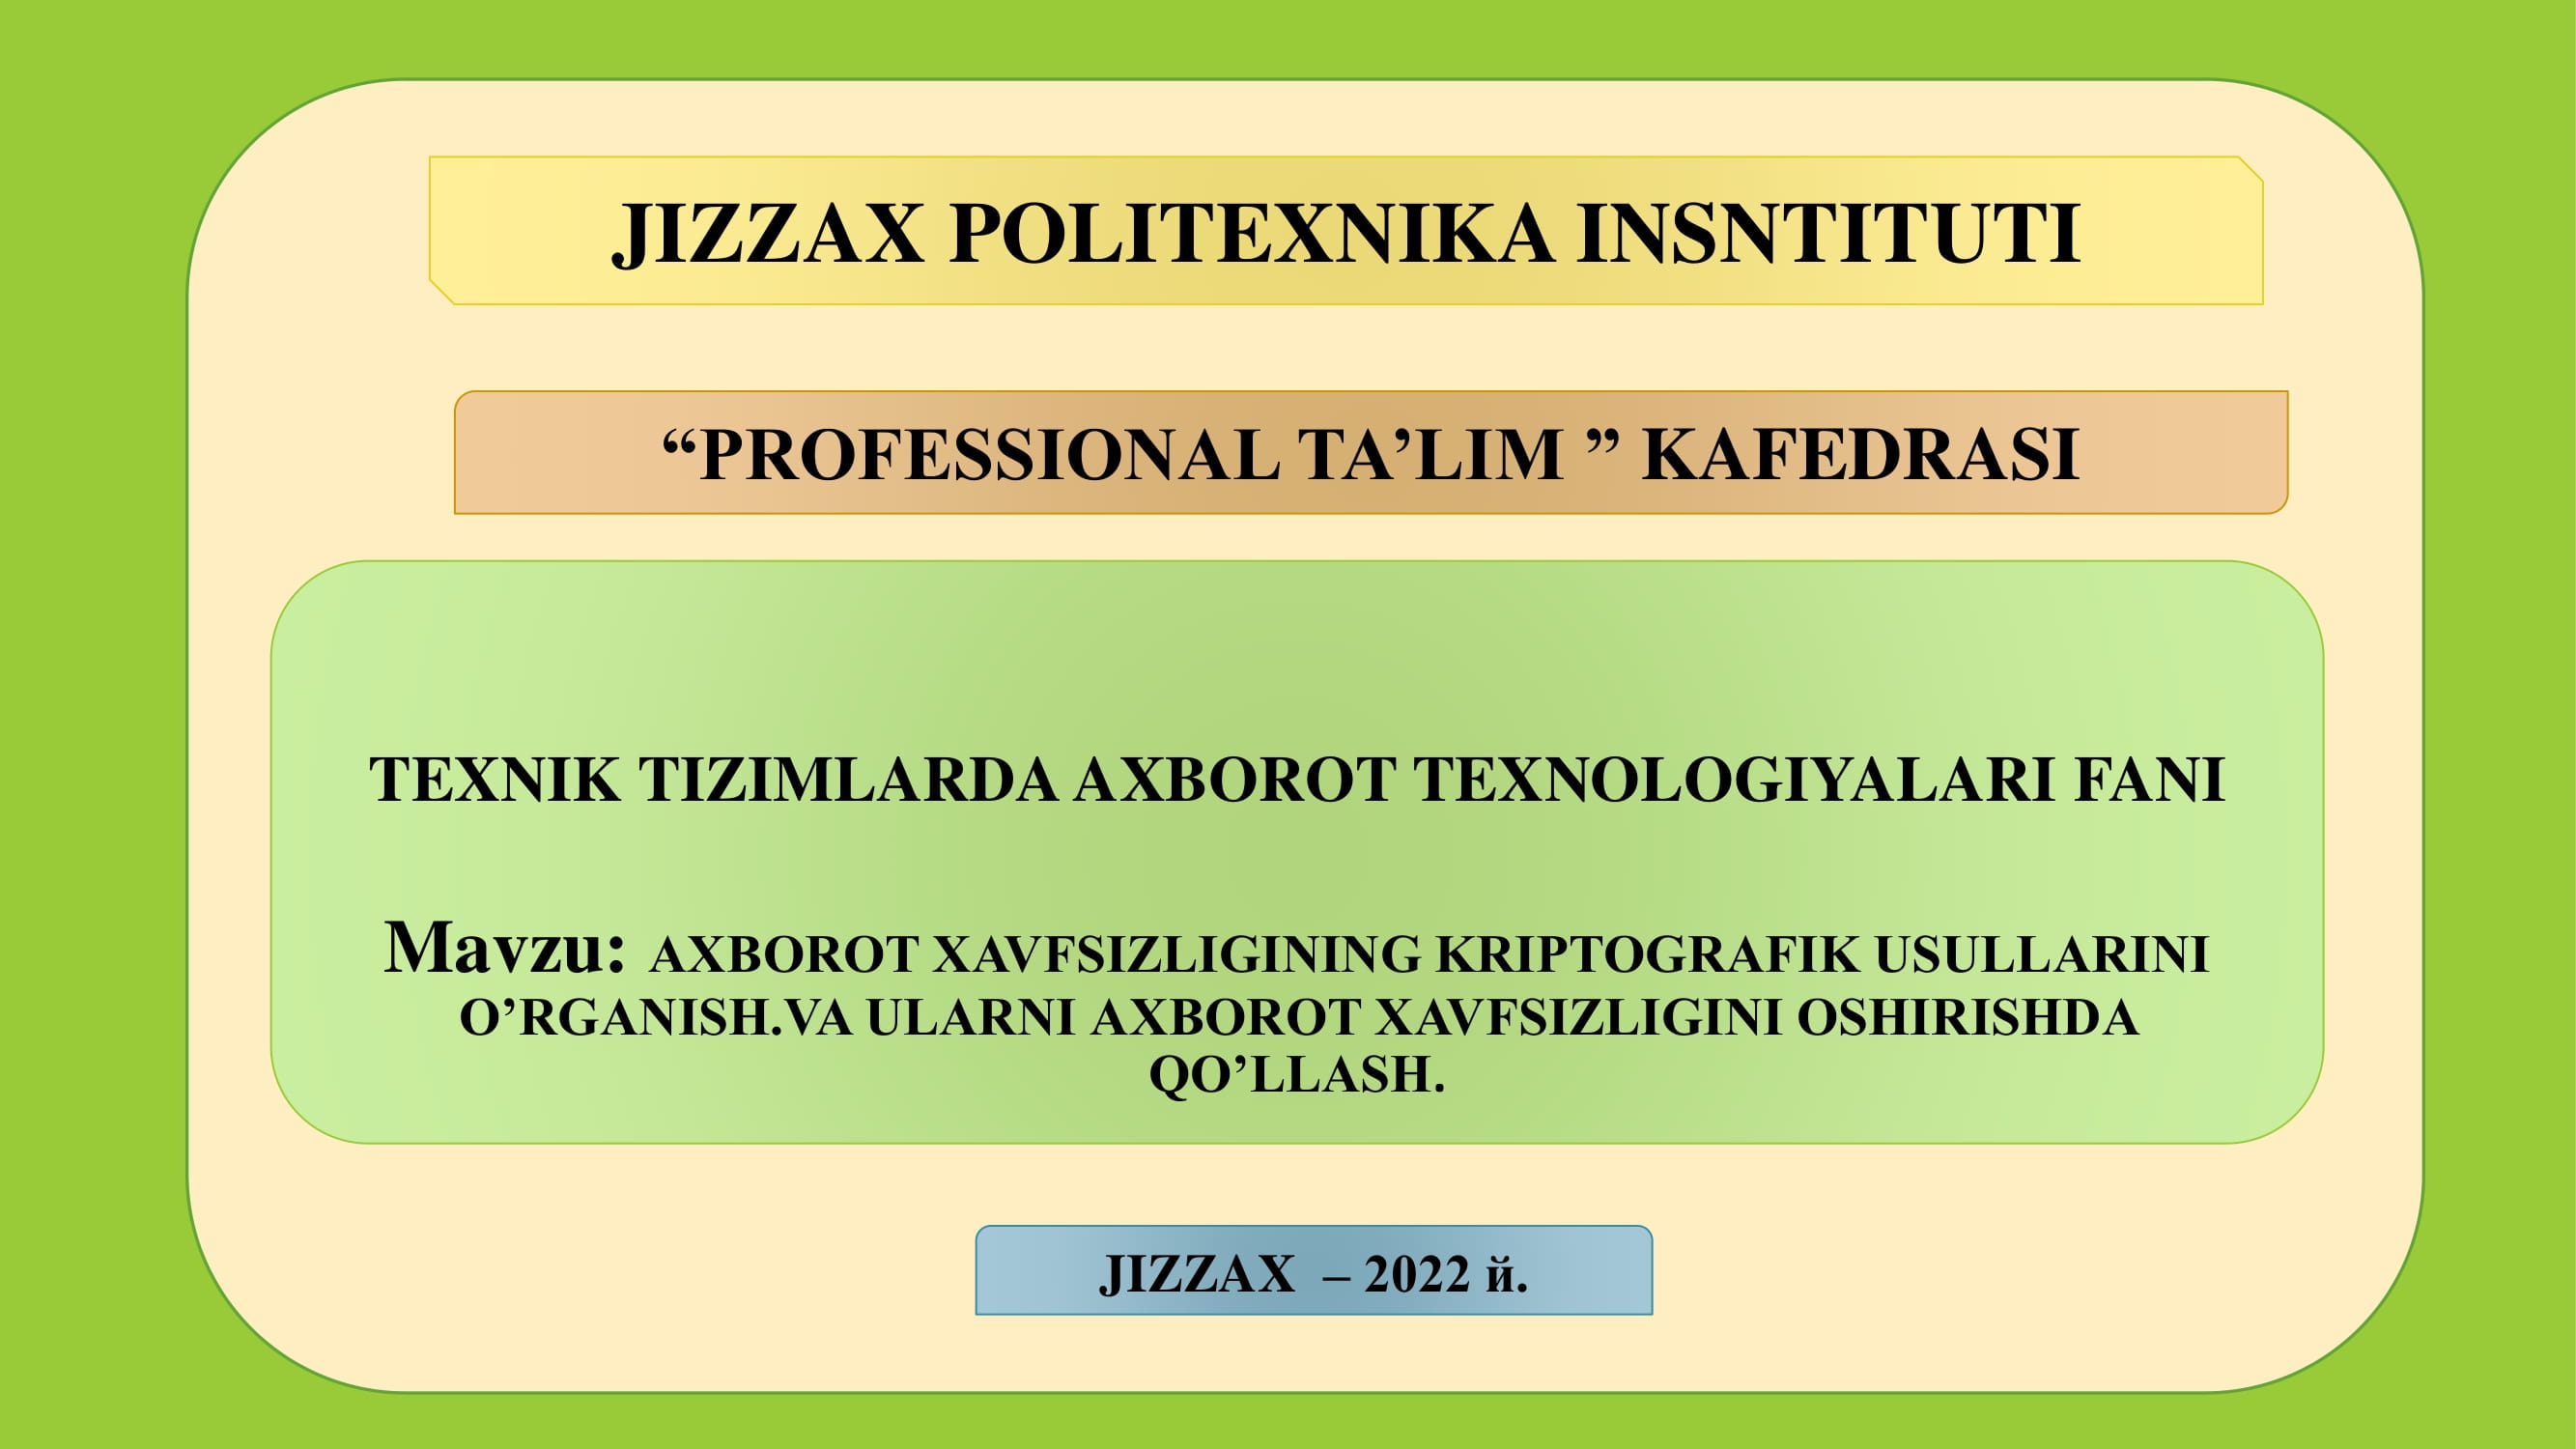 JIZZAX POLITEXNIKA INSNTITUTI
“PROFESSIONAL TA’LIM ” KAFEDRASI
TEXNIK TIZIMLARDA AXBOROT TEXNOLOGIYALARI FANI
Mavzu: AXBOROT XAVFSIZLIGINING KRIPTOGRAFIK USULLARINI
O’RGANISH.VA ULARNI AXBOROT XAVFSIZLIGINI OSHIRISHDA
QO’LLASH.
JIZZAX – 2022 й.